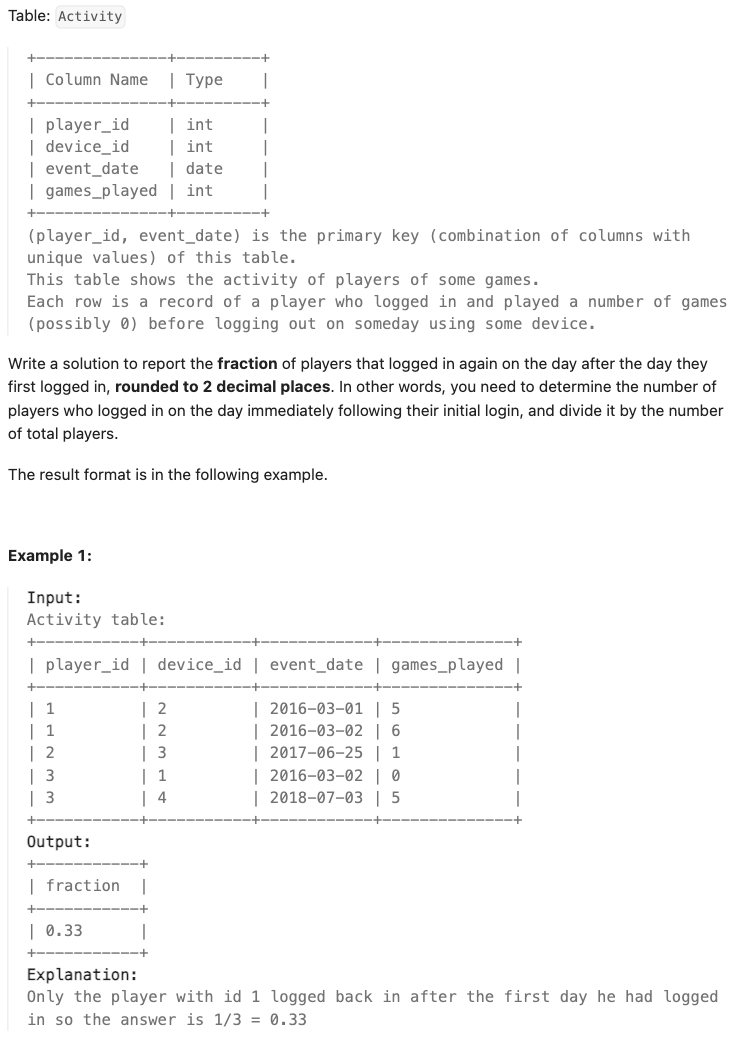 Table: Activity
+--------------+---------+
| Column Name  | Type    |
+--------------+---------+
| player_id    | int     |
| device_id    | int     |
| event_date   | date    |
| games_played | int     |
+--------------+---------+
(player_id, event_date) is the primary key (combination of columns with
unique values) of this table.
This table shows the activity of players of some games.
Each row is a record of a player who logged in and played a number of games
(possibly 0) before logging out on someday using some device.
Write a solution to report the fraction of players that logged in again on the day after the day they
first logged in, rounded to 2 decimal places. In other words, you need to determine the number of
players who logged in on the day immediately following their initial login, and divide it by the number
of total players.
The result format is in the following example.
Example 1:
Input:
Activity table:
+-----------+-----------+------------+--------------+
| player_id | device_id | event_date | games_played |
+-----------+-----------+------------+--------------+
| 1         | 2         | 2016-03-01 | 5            |
| 1         | 2         | 2016-03-02 | 6            |
| 2         | 3         | 2017-06-25 | 1            |
| 3         | 1         | 2016-03-02 | 0            |
| 3         | 4         | 2018-07-03 | 5            |
+-----------+-----------+------------+--------------+
Output:
+-----------+
| fraction  |
+-----------+
| 0.33      |
+-----------+
Explanation:
Only the player with id 1 logged back in after the first day he had logged
in so the answer is 1/3 = 0.33